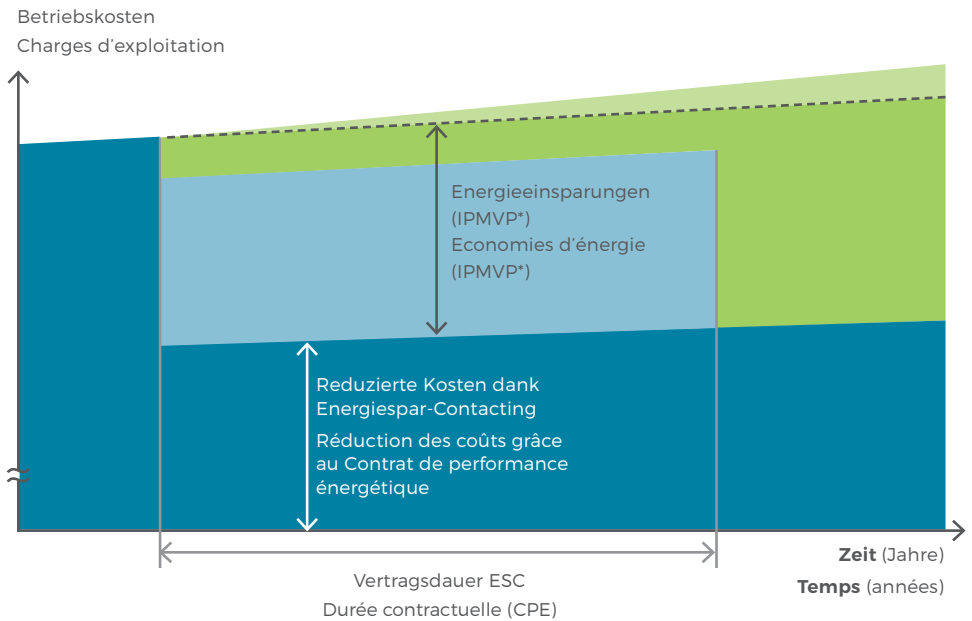 Betriebskosten
Charges d’exploitation
Energieeinsparungen
(IPMVP*)
Economies d’énergie
(IPMVP*)
Reduzierte Kosten dank
Energiespar-Contacting
Réduction des coûts grâce
au Contrat de performance
énergétique
Zeit (Jahre)
Temps (années)
Vertragsdauer ESC
Durée contractuelle (CPE)